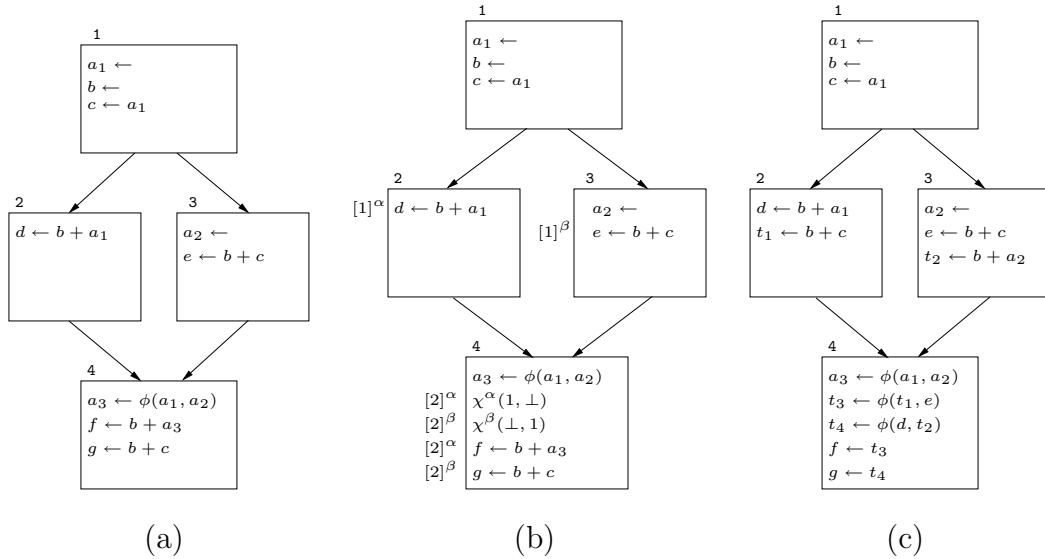 1
a₁ ←
b ←
c ← a₁
2
d ← b + a₁
3
a₂ ←
e ← b + c
4
a₃ ← ϕ(a₁, a₂)
f ← b + a₃
g ← b + c
(a)
1
a₁ ←
b ←
c ← a₁
2
[1]^α d ← b + a₁
3
a₂ ←
[1]^β e ← b + c
4
a₃ ← ϕ(a₁, a₂)
[2]^α χ^α(1, ⊥)
[2]^β χ^β(⊥, 1)
[2]^α f ← b + a₃
[2]^β g ← b + c
(b)
1
a₁ ←
b ←
c ← a₁
2
d ← b + a₁
t₁ ← b + c
3
a₂ ←
e ← b + c
t₂ ← b + a₂
4
a₃ ← ϕ(a₁, a₂)
t₃ ← ϕ(t₁, e)
t₄ ← ϕ(d, t₂)
f ← t₃
g ← t₄
(c)